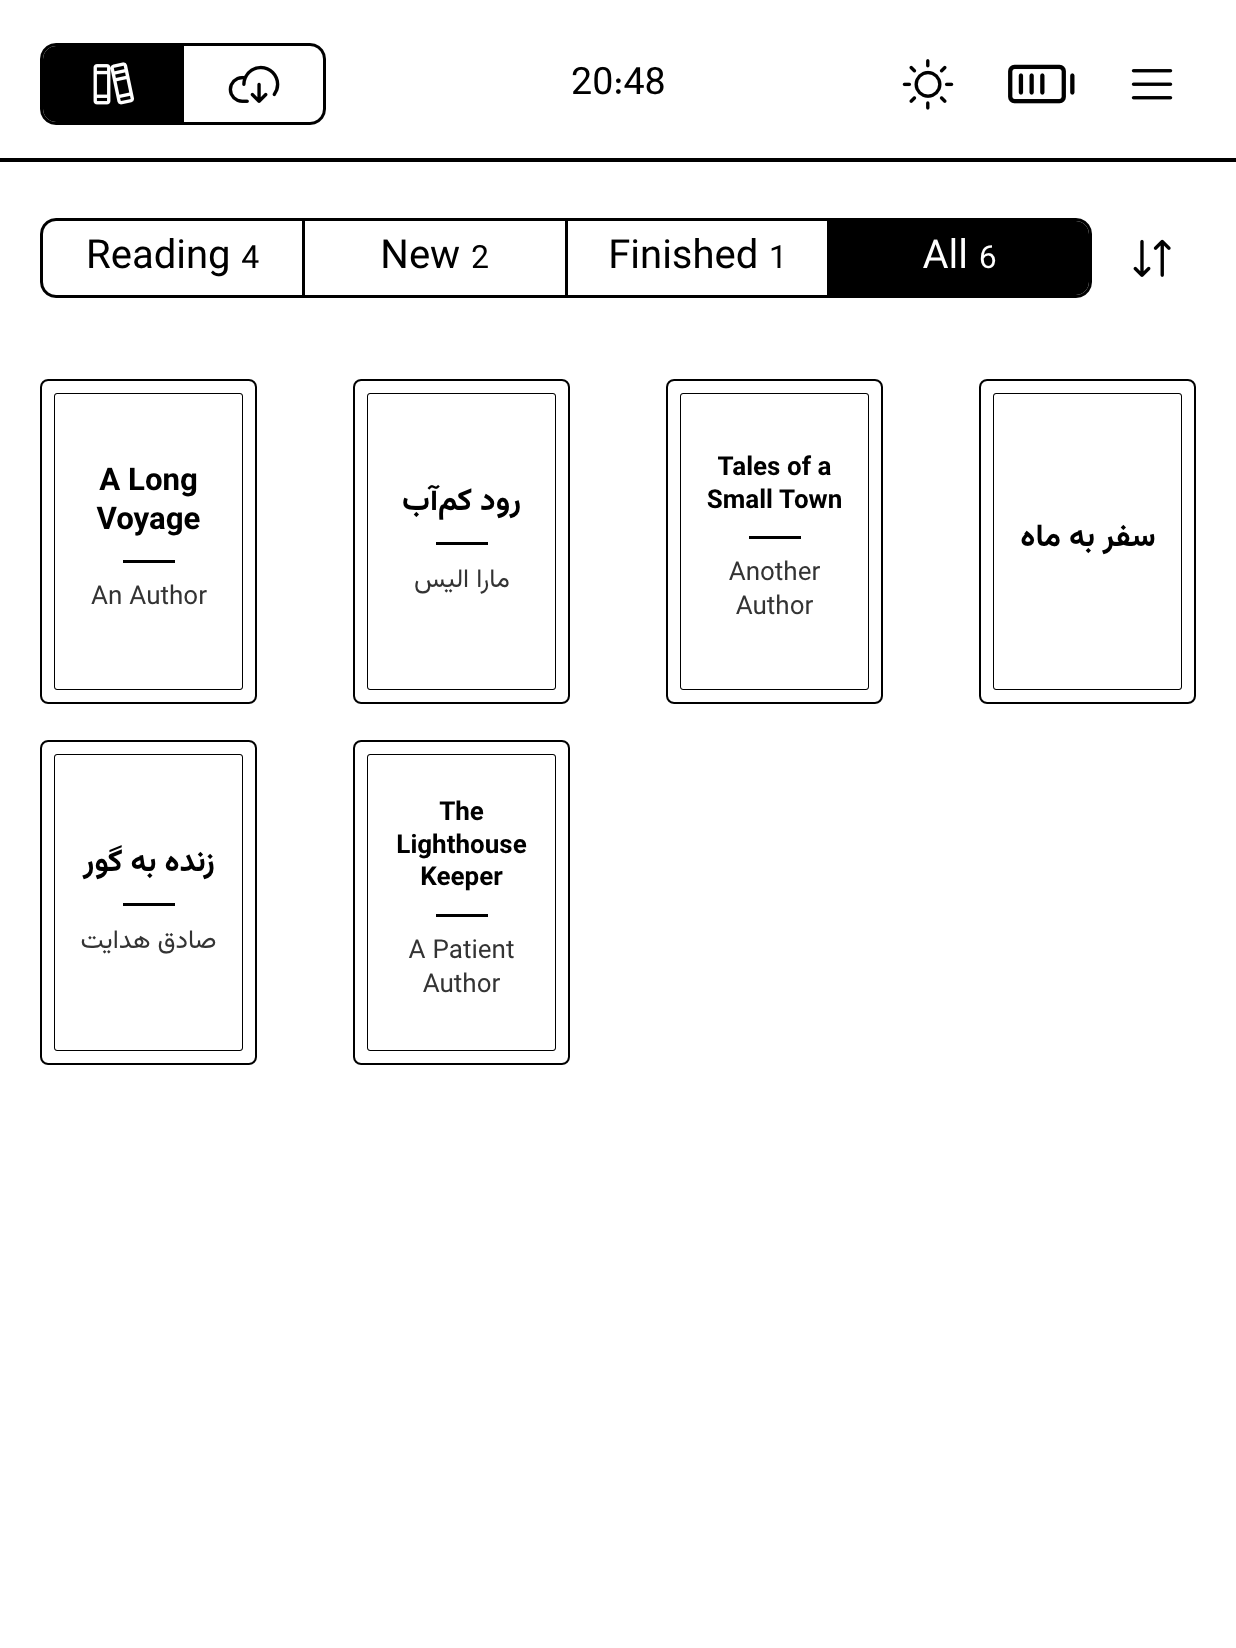 20:48
Reading 4
New 2
Finished 1
All 6
A Long
Voyage
An Author
رود کم‌آب
مارا الیس
Tales of a
Small Town
Another
Author
سفر به ماه
زنده به گور
صادق هدایت
The
Lighthouse
Keeper
A Patient
Author